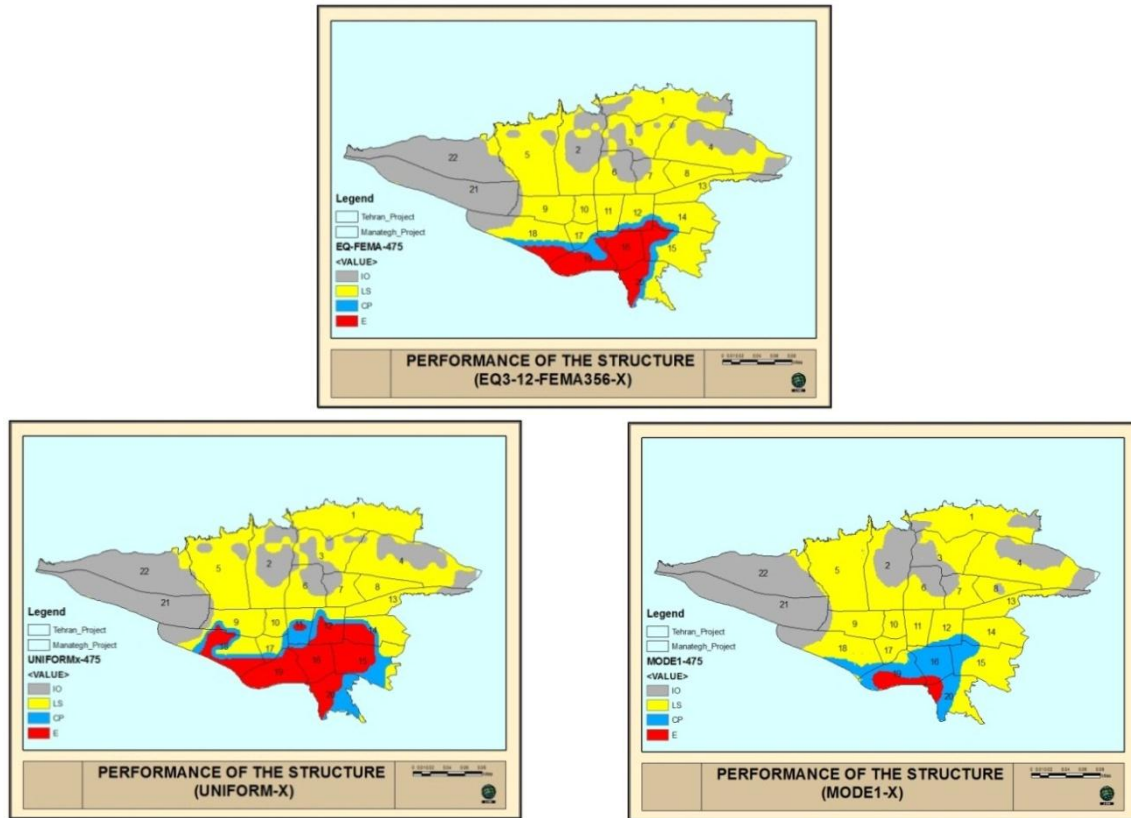 1
2
3
4
5
6
7
8
9
10
11
12
13
14
15
16
17
18
21
22
Legend
Tehran_Project
Manategh_Project
EQ-FEMA-475
<VALUE>
IO
LS
CP
E
PERFORMANCE OF THE STRUCTURE
(EQ3-12-FEMA356-X)
1
2
3
4
5
6
7
8
9
10
13
16
17
19
20
21
22
Legend
Tehran_Project
Manategh_Project
UNIFORMx-475
<VALUE>
IO
LS
CP
E
PERFORMANCE OF THE STRUCTURE
(UNIFORM-X)
1
2
3
4
5
6
7
8
9
10
11
12
13
14
15
16
17
18
20
21
22
Legend
Tehran_Project
Manategh_Project
MODE1-475
<VALUE>
IO
LS
CP
E
PERFORMANCE OF THE STRUCTURE
(MODE1-X)